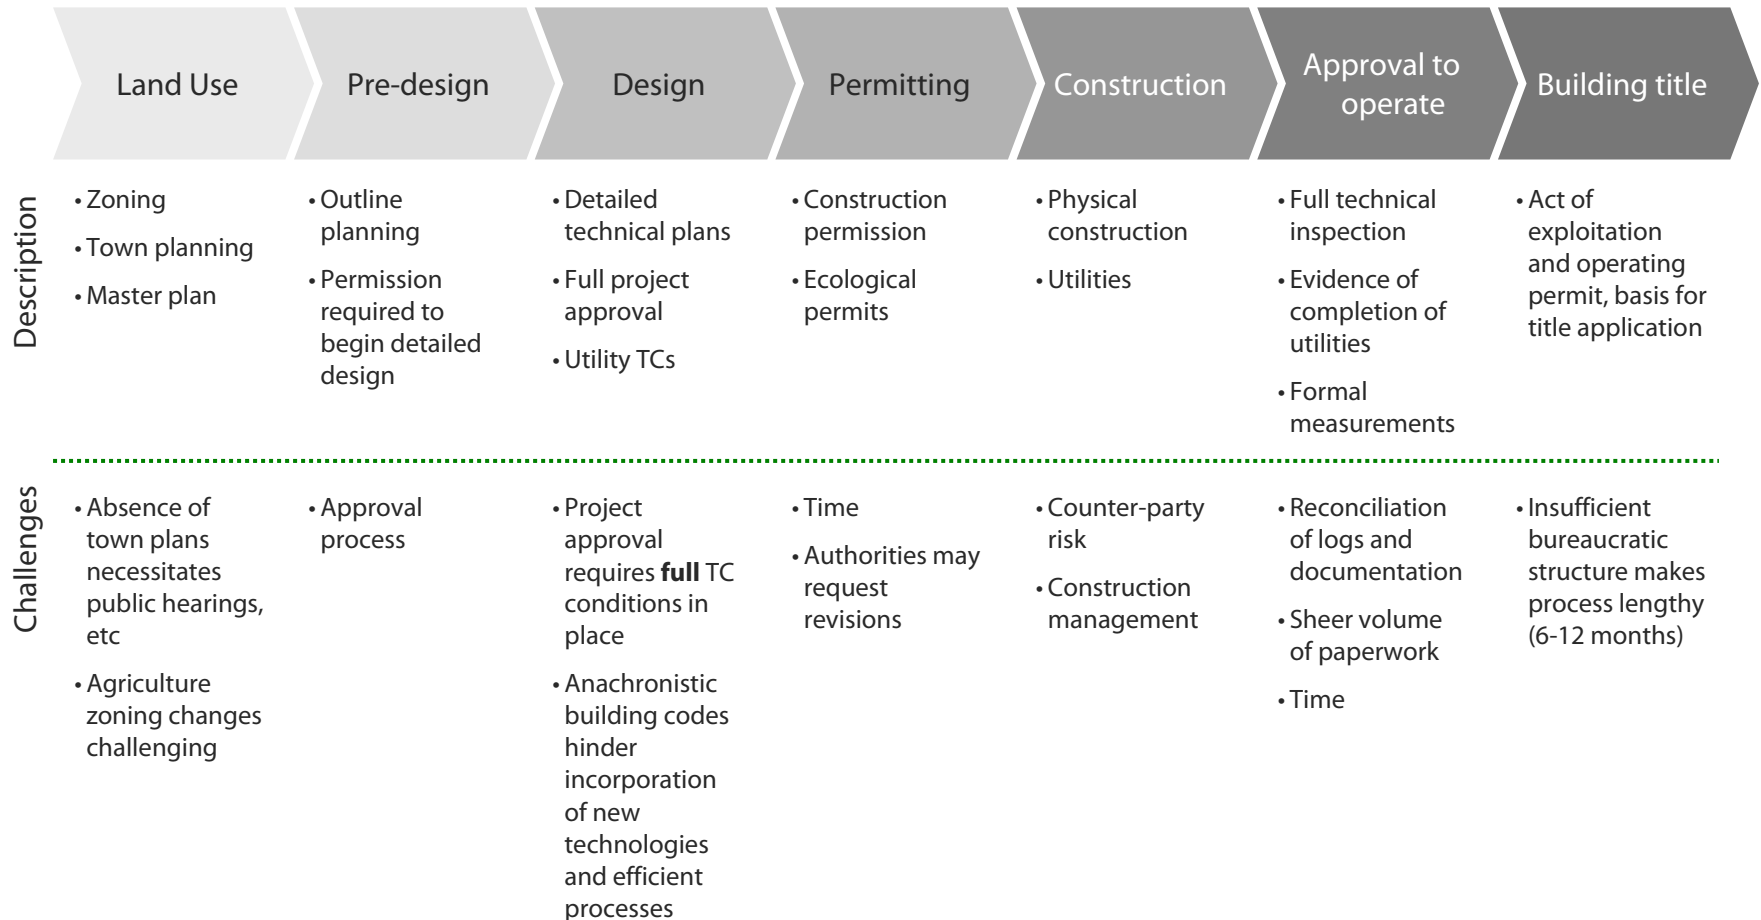 Land Use
Pre-design
Design
Permitting
Construction
Approval to
operate
Building title
Description
• Zoning
• Town planning
• Master plan
• Outline
planning
• Permission
required to
begin detailed
design
• Detailed
technical plans
• Full project
approval
• Utility TCs
• Construction
permission
• Ecological
permits
• Physical
construction
• Utilities
• Full technical
inspection
• Evidence of
completion of
utilities
• Formal
measurements
• Act of
exploitation
and operating
permit, basis for
title application
Challenges
• Absence of
town plans
necessitates
public hearings,
etc
• Agriculture
zoning changes
challenging
• Approval
process
• Project
approval
requires full TC
conditions in
place
• Anachronistic
building codes
hinder
incorporation
of new
technologies
and efficient
processes
• Time
• Authorities may
request
revisions
• Counter-party
risk
• Construction
management
• Reconciliation
of logs and
documentation
• Sheer volume
of paperwork
• Time
• Insufficient
bureaucratic
structure makes
process lengthy
(6-12 months)